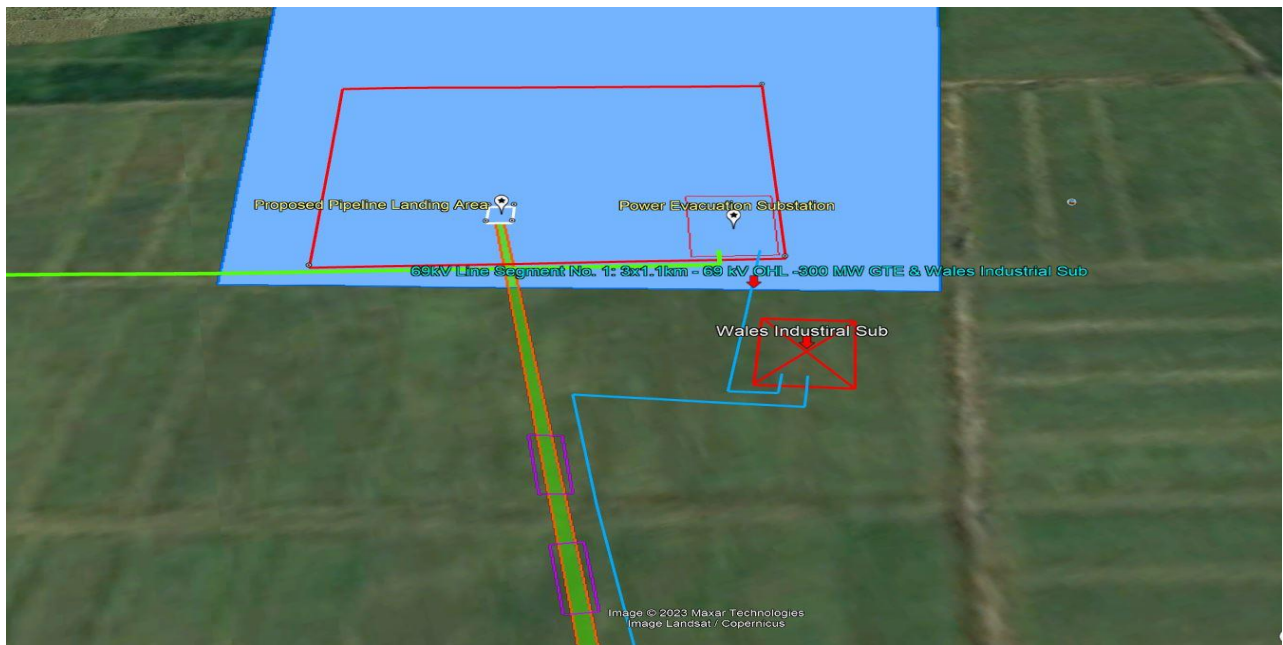 Proposed Pipeline Landing Area
Power Evacuation Substation
69kV Line Segment No. 1: 3x1.1km - 69 kV OHL -300 MW GTE & Wales Industrial Sub
Wales Industiral Sub
Image © 2023 Maxar Technologies
Image Landsat / Copernicus